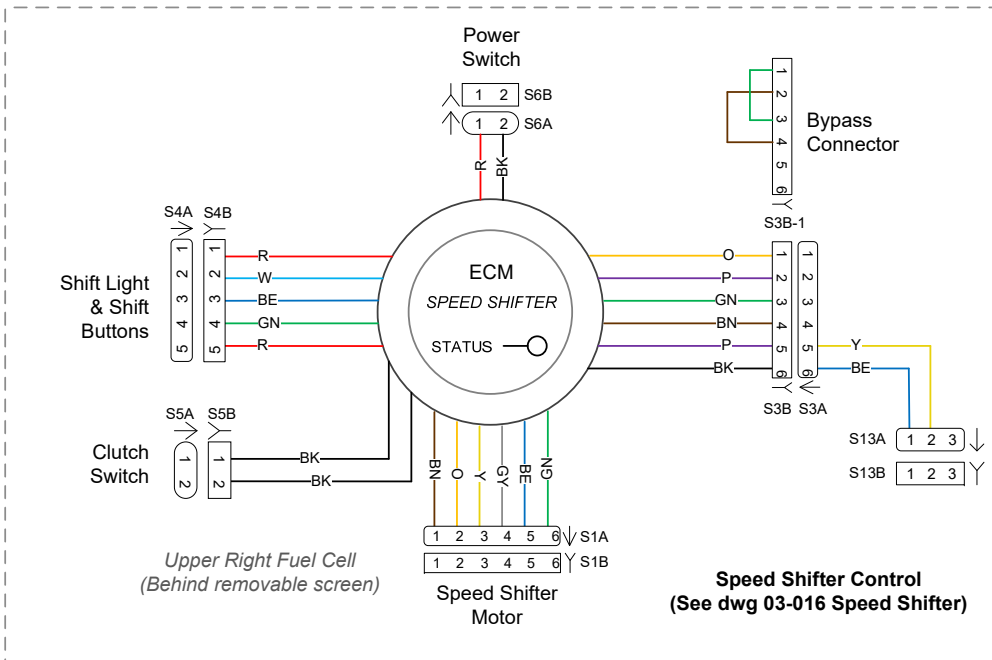 Power
Switch
1 2 S6B
1 2 S6A
R BK
1
2
3
4
5
6
Bypass
Connector
S3B-1
S4A S4B
1 1 R
2 2 W
3 3 BE
4 4 GN
5 5 R
Shift Light
& Shift
Buttons
ECM
SPEED SHIFTER
STATUS
O 1 1
P 2 2
GN 3 3
BN 4 4
P 5 5 Y
BK 6 6 BE
S3B S3A
S5A S5B
1 1 BK
2 2 BK
Clutch
Switch
S13A 1 2 3
S13B 1 2 3
BN O Y GY BE GN
1 2 3 4 5 6 S1A
1 2 3 4 5 6 S1B
Speed Shifter
Motor
Upper Right Fuel Cell
(Behind removable screen)
Speed Shifter Control
(See dwg 03-016 Speed Shifter)